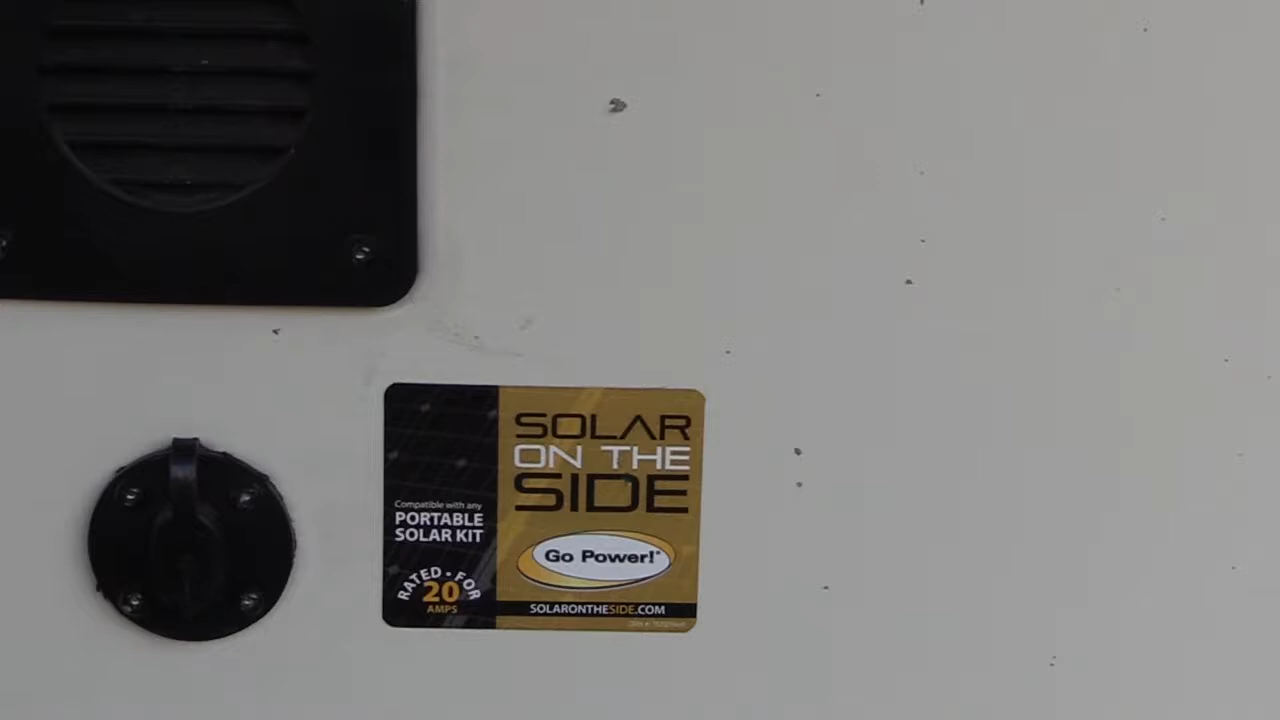 SOLAR
ON THE
SIDE
Compatible with any
PORTABLE
SOLAR KIT
RATED • FOR
20
AMPS
Go Power!®
SOLARONTHESIDE.COM